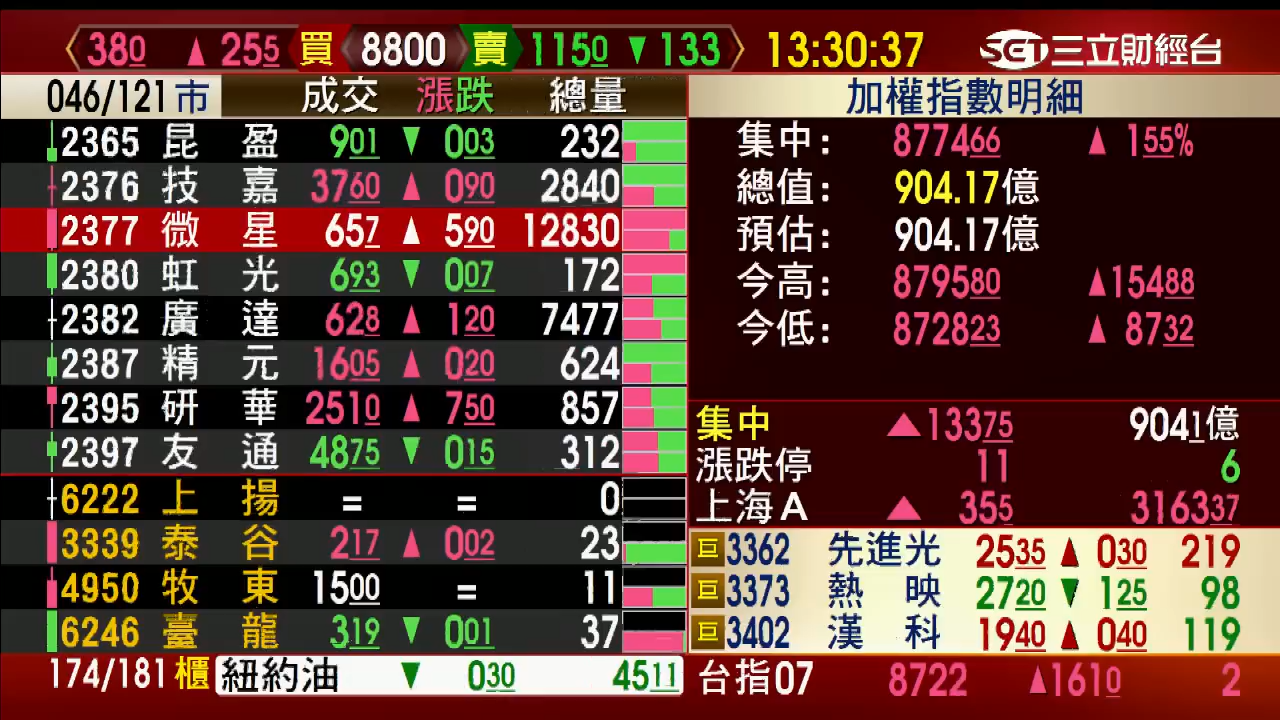 380 ▲ 255 買 8800 賣 1150 ▼ 133 13:30:37 SET三立財經台
046/121 市 成交 漲跌 總量
2365 昆盈 901 ▼ 003 232
2376 技嘉 3760 ▲ 090 2840
2377 微星 657 ▲ 590 12830
2380 虹光 693 ▼ 007 172
2382 廣達 628 ▲ 120 7477
2387 精元 1605 ▲ 020 624
2395 研華 2510 ▲ 750 857
2397 友通 4875 ▼ 015 312
6222 上揚 = = 0
3339 泰谷 217 ▲ 002 23
4950 牧東 1500 = 11
6246 臺龍 319 ▼ 001 37
174/181 櫃 紐約油 ▼ 030 4511
加權指數明細
集中: 877466 ▲ 155%
總值: 904.17億
預估: 904.17億
今高: 879580 ▲15488
今低: 872823 ▲ 8732
集中 ▲13375 9041億
漲跌停 11 6
上海A ▲ 355 316337
巨 3362 先進光 2535 ▲ 030 219
巨 3373 熱映 2720 ▼ 125 98
巨 3402 漢科 1940 ▲ 040 119
台指07 8722 ▲1610 2